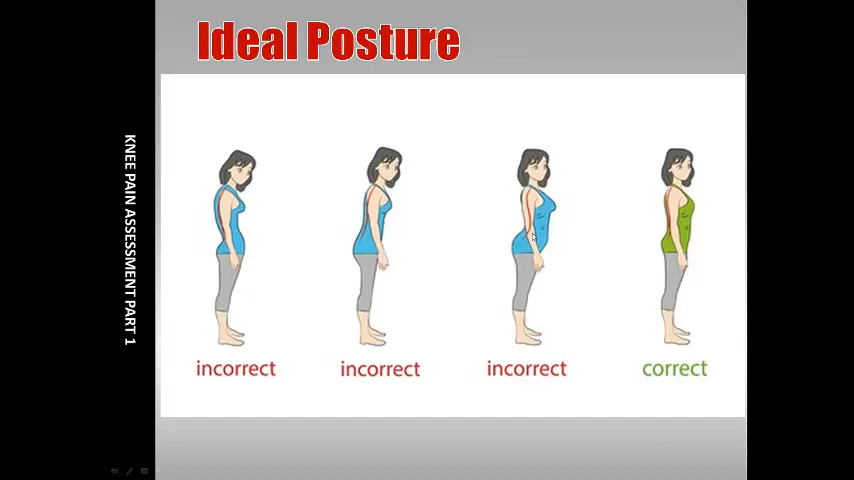 Ideal Posture
KNEE PAIN ASSESSMENT PART 1
incorrect
incorrect
incorrect
correct